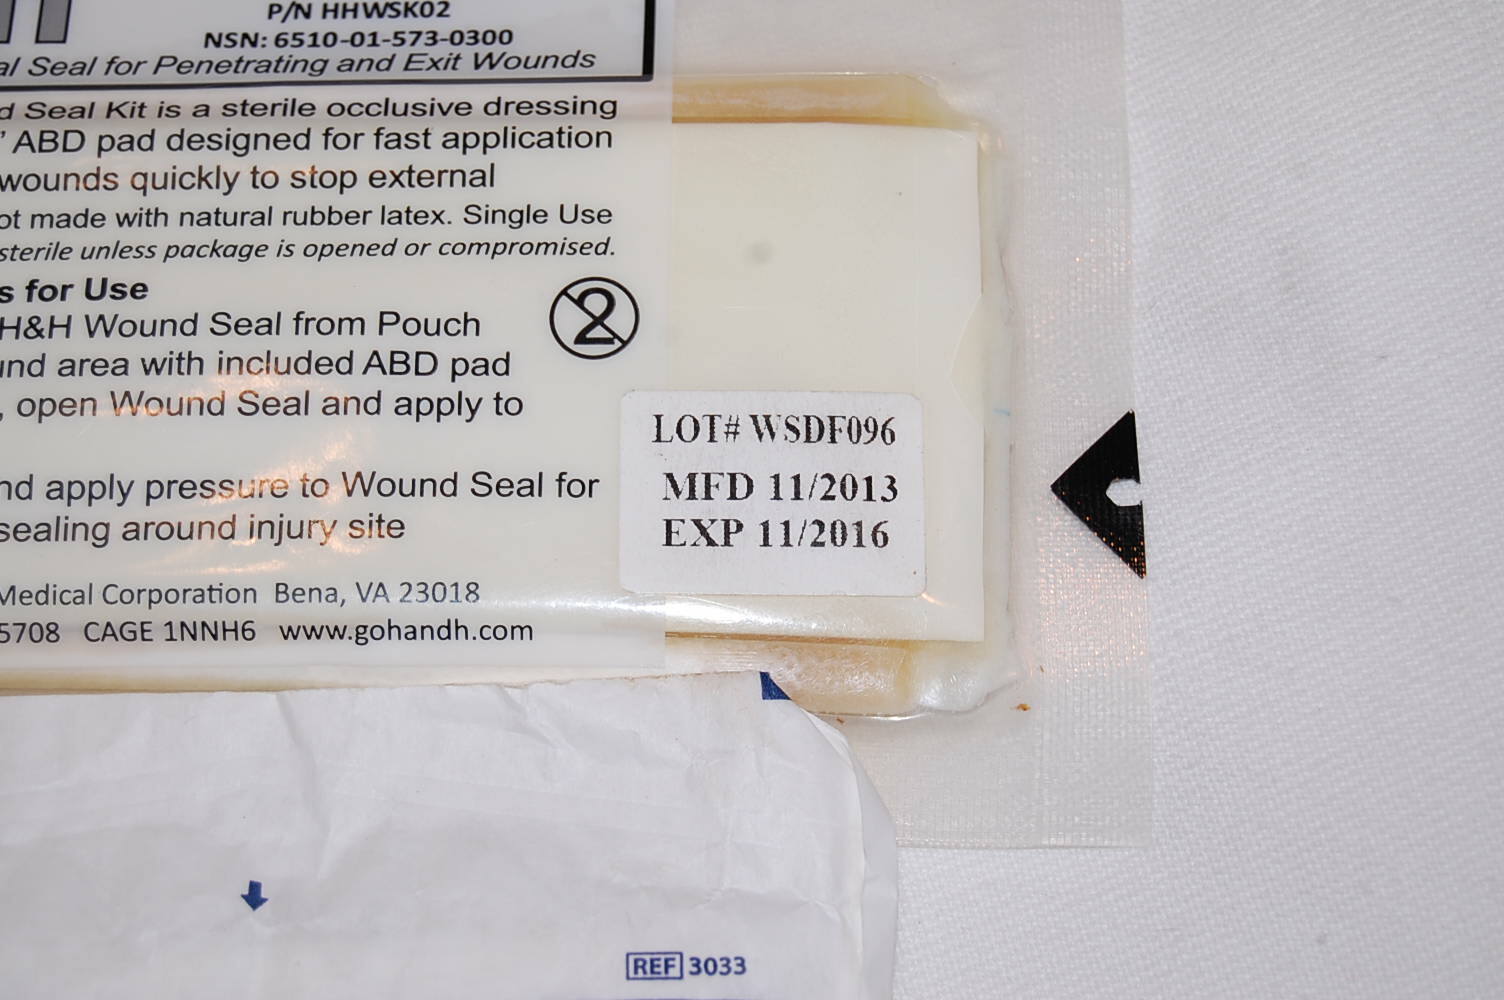 P/N HHWSK02
NSN: 6510-01-573-0300
al Seal for Penetrating and Exit Wounds
d Seal Kit is a sterile occlusive dressing
" ABD pad designed for fast application
wounds quickly to stop external
ot made with natural rubber latex. Single Use
sterile unless package is opened or compromised.
s for Use
H&H Wound Seal from Pouch
und area with included ABD pad
, open Wound Seal and apply to
nd apply pressure to Wound Seal for
sealing around injury site
Medical Corporation Bena, VA 23018
5708 CAGE 1NNH6 www.gohandh.com
2
LOT# WSDF096
MFD 11/2013
EXP 11/2016
REF 3033